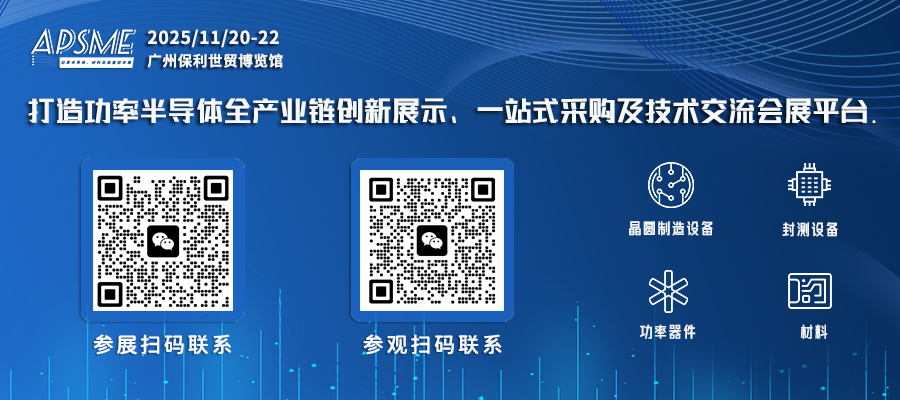 APSME
2025/11/20-22
广州保利世贸博览馆
打造功率半导体全产业链创新展示、一站式采购及技术交流会展平台.
参展扫码联系
参观扫码联系
晶圆制造设备
封测设备
功率器件
材料